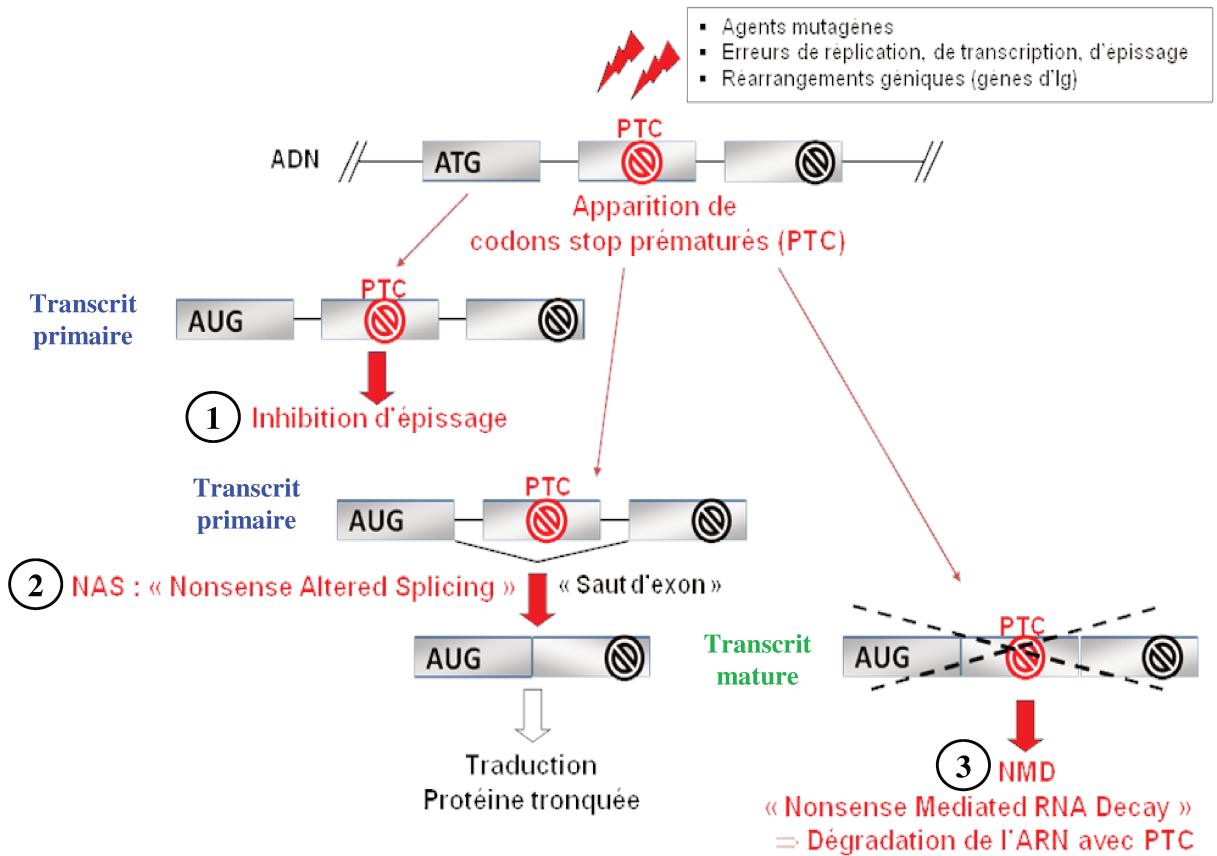 ▪ Agents mutagènes
▪ Erreurs de réplication, de transcription, d'épissage
▪ Réarrangements géniques (gènes d'Ig)
PTC
ADN
ATG
Apparition de
codons stop prématurés (PTC)
Transcrit
primaire
PTC
AUG
1 Inhibition d'épissage
Transcrit
primaire
PTC
AUG
2 NAS : « Nonsense Altered Splicing » « Saut d'exon »
AUG
Transcrit
mature
PTC
AUG
Traduction
Protéine tronquée
3 NMD
« Nonsense Mediated RNA Decay »
⇒ Dégradation de l'ARN avec PTC